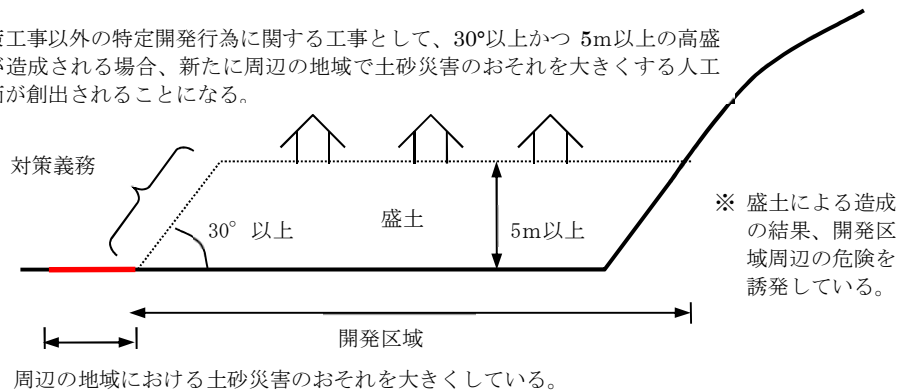 工事以外の特定開発行為に関する工事として、30°以上かつ 5m以上の高盛
造成される場合、新たに周辺の地域で土砂災害のおそれを大きくする人工
が創出されることになる。
対策義務
30° 以上
盛土
5m以上
※ 盛土による造成
の結果、開発区
域周辺の危険を
誘発している。
開発区域
周辺の地域における土砂災害のおそれを大きくしている。